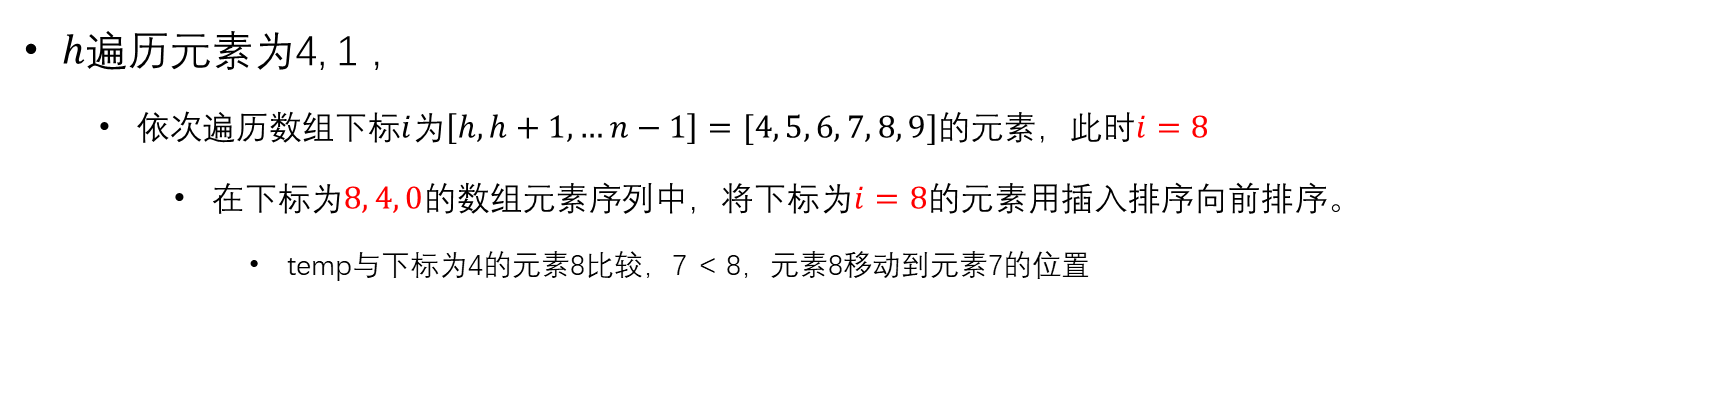 • h遍历元素为4, 1 ,
• 依次遍历数组下标i为[h, h + 1, … n − 1] = [4, 5, 6, 7, 8, 9]的元素，此时i = 8
• 在下标为8, 4, 0的数组元素序列中，将下标为i = 8的元素用插入排序向前排序。
• temp与下标为4的元素8比较，7 < 8，元素8移动到元素7的位置